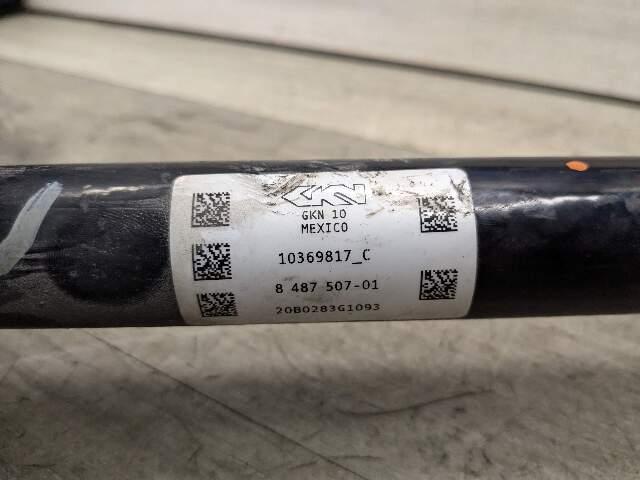 GKN
GKN 10
MEXICO
10369817_C
8 487 507-01
20B0283G1093